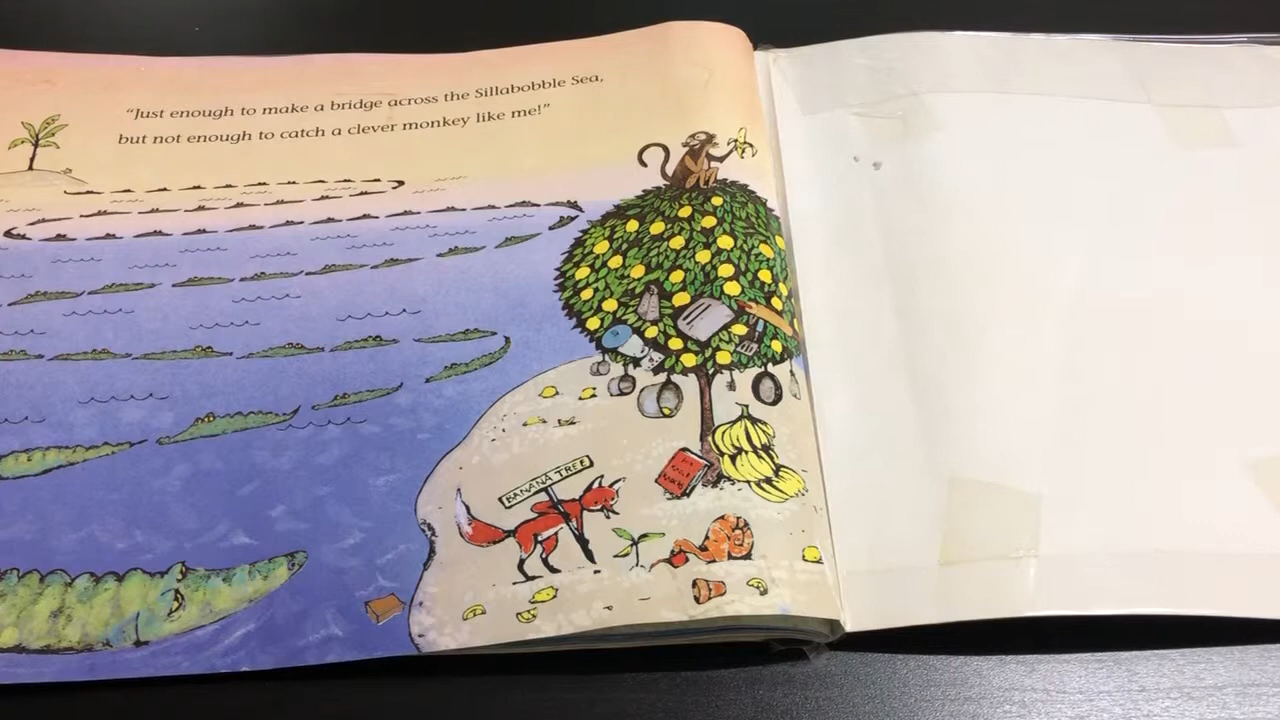 “Just enough to make a bridge across the Sillabobble Sea,
but not enough to catch a clever monkey like me!”
BANANA TREE